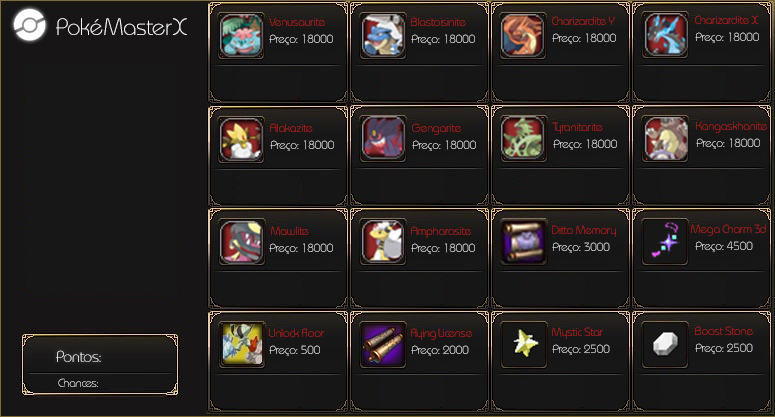 PokéMasterX
Venusaurite
Preço: 18000
Blastoisinite
Preço: 18000
Charizardite Y
Preço: 18000
Charizardite X
Preço: 18000
Alakazite
Preço: 18000
Gengarite
Preço: 18000
Tyranitarite
Preço: 18000
Kangaskhanite
Preço: 18000
Mawlite
Preço: 18000
Ampharosite
Preço: 18000
Ditto Memory
Preço: 3000
Mega Charm 3d
Preço: 4500
Unlock Floor
Preço: 500
Flying License
Preço: 2000
Mystic Star
Preço: 2500
Boost Stone
Preço: 2500
Pontos:
Chances: